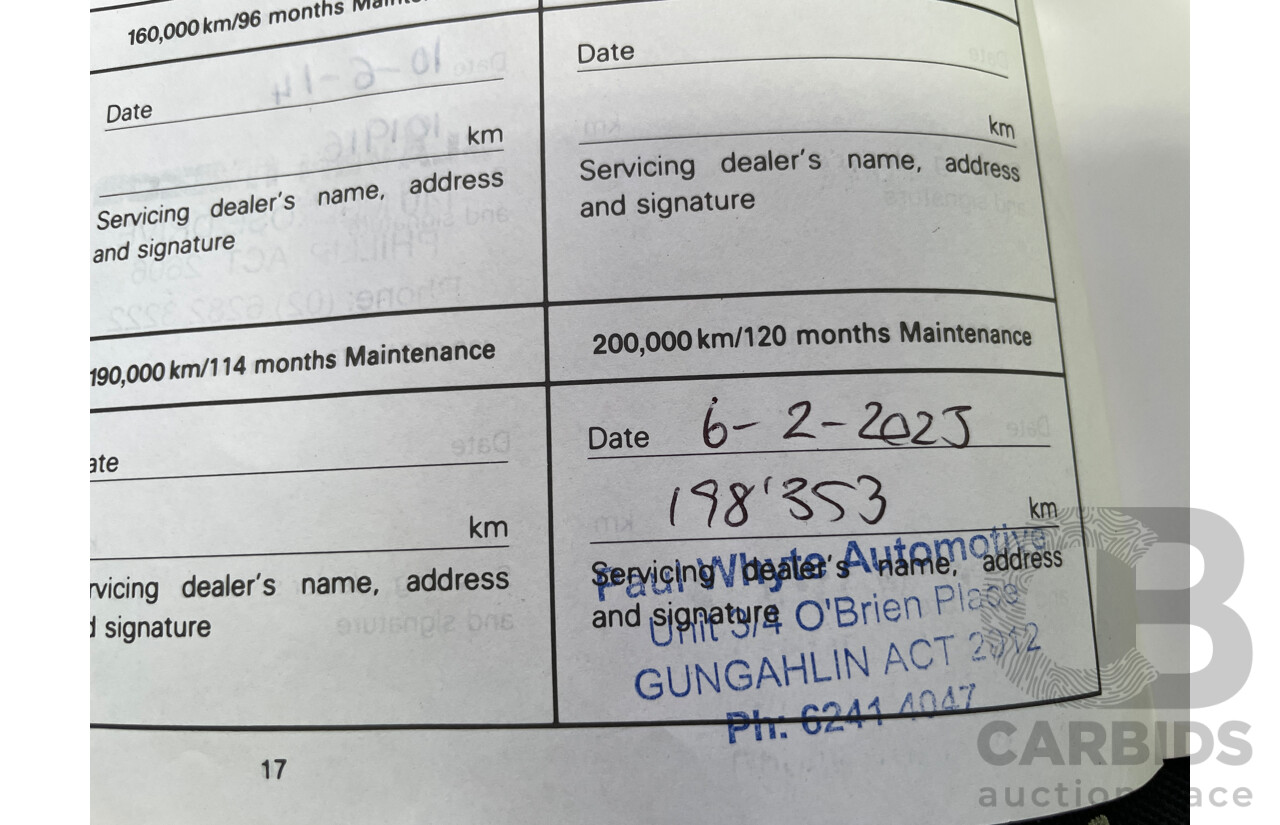 160,000 km/96 months
Date
km
Servicing dealer's name, address
and signature
Date
km
Servicing dealer's name, address
and signature
190,000 km/114 months Maintenance
ate
km
rvicing dealer's name, address
d signature
200,000 km/120 months Maintenance
Date 6-2-2023
198'353 km
Servicing dealer's name, address
and signature
Paul Whyte Automotive
Unit 3/4 O'Brien Place
GUNGAHLIN ACT 2912
Ph: 6241 4047
17
CARBIDS